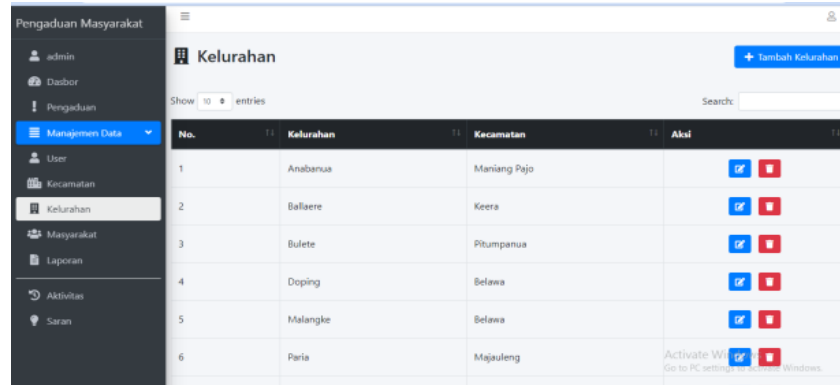 Pengaduan Masyarakat
admin
Dasbor
Pengaduan
Manajemen Data
User
Kecamatan
Kelurahan
Masyarakat
Laporan
Aktivitas
Saran
Kelurahan
+ Tambah Kelurahan
Show 10 entries
Search:
No. Kelurahan Kecamatan Aksi
1 Anabanua Maniang Pajo
2 Ballaere Keera
3 Bulete Pitumpanua
4 Doping Belawa
5 Malangke Belawa
6 Paria Majauleng
Activate Windows
Go to PC settings to activate Windows.